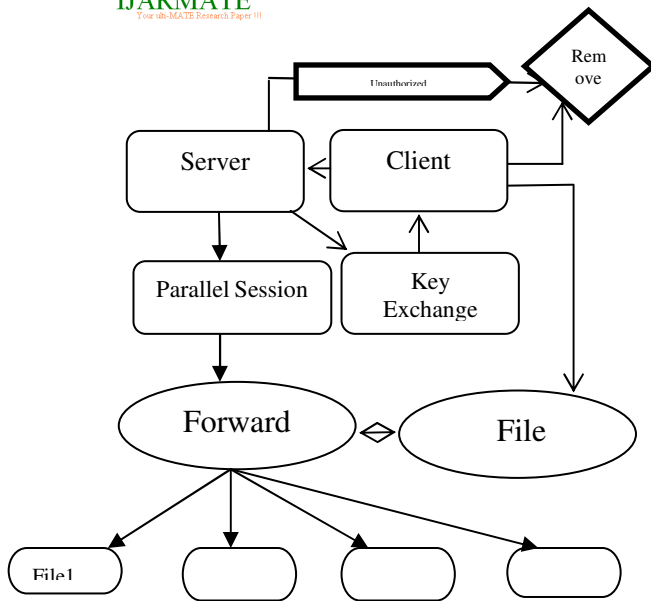 IJARMATE
Your ulti-MATE Research Paper !!!
Rem
ove
Unauthorized
Server
Client
Parallel Session
Key
Exchange
Forward
File
File1